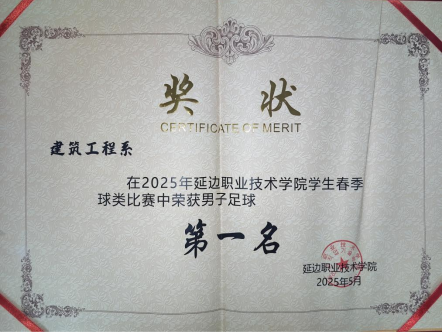 奖 状
CERTIFICATE OF MERIT
建筑工程系
在2025年延边职业技术学院学生春季
球类比赛中荣获男子足球
第一名
延边职业技术学院
2025年5月